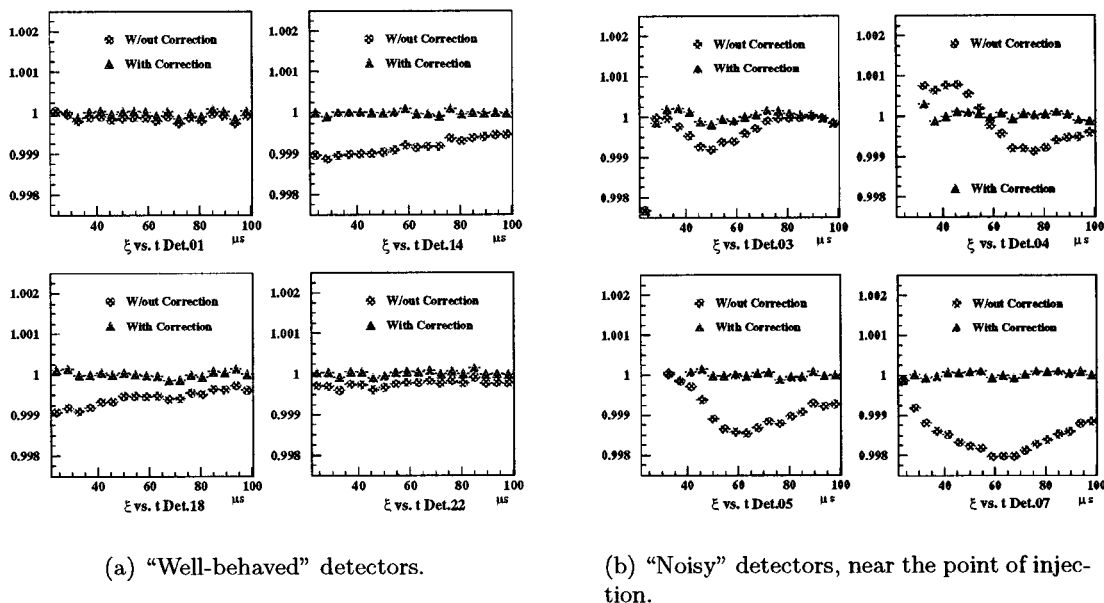 1.002
1.001
1
0.999
0.998
W/out Correction
With Correction
40 60 80 100
μs
ξ vs. t Det.01
W/out Correction
With Correction
40 60 80 100
μs
ξ vs. t Det.14
1.002
1.001
1
0.999
0.998
W/out Correction
With Correction
40 60 80 100
μs
ξ vs. t Det.18
1.002
1.001
1
0.999
0.998
W/out Correction
With Correction
40 60 80 100
μs
ξ vs. t Det.22
1.002
1.001
1
0.999
0.998
(a) “Well-behaved” detectors.
1.002
1.001
1
0.999
0.998
W/out Correction
With Correction
40 60 80 100
μs
ξ vs. t Det.03
1.002
1.001
1
0.999
0.998
W/out Correction
With Correction
40 60 80 100
μs
ξ vs. t Det.04
1.002
1.001
1
0.999
0.998
W/out Correction
With Correction
40 60 80 100
μs
ξ vs. t Det.05
1.002
1.001
1
0.999
0.998
W/out Correction
With Correction
40 60 80 100
μs
ξ vs. t Det.07
(b) “Noisy” detectors, near the point of injec-
tion.